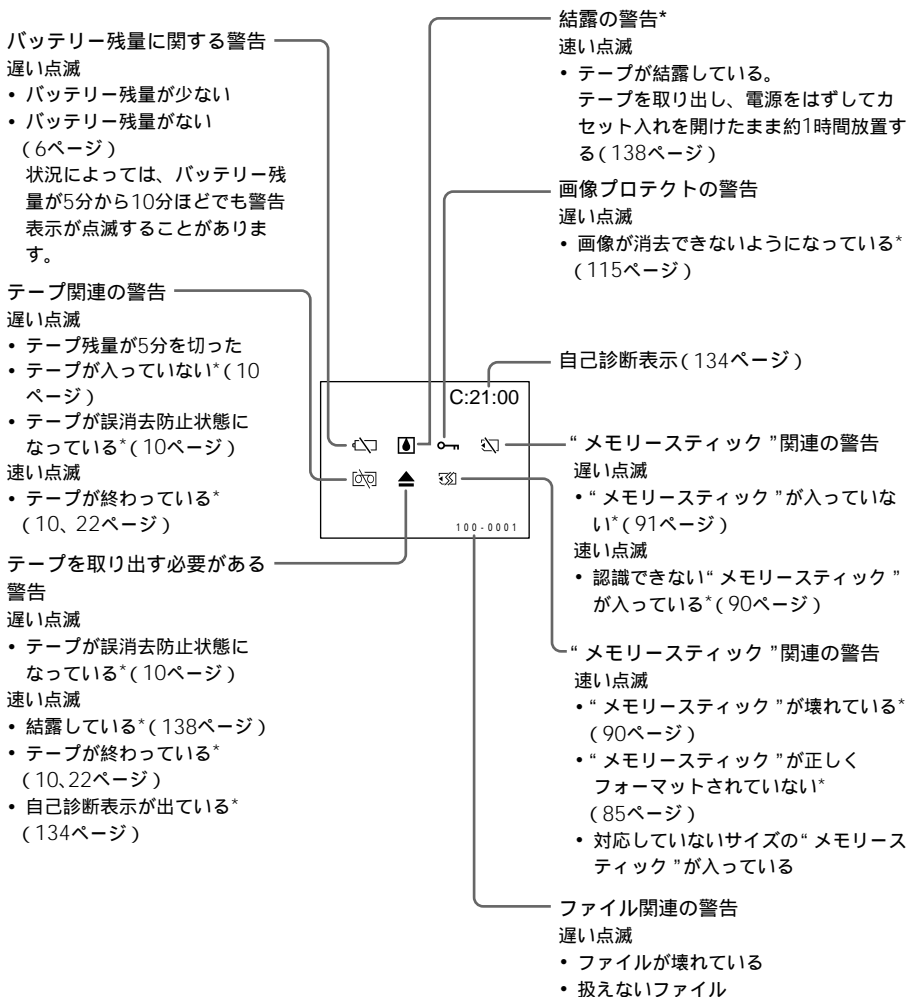 バッテリー残量に関する警告
遅い点滅
• バッテリー残量が少ない
• バッテリー残量がない
(6ページ)
状況によっては、バッテリー残
量が5分から10分ほどでも警告
表示が点滅することがありま
す。
テープ関連の警告
遅い点滅
• テープ残量が5分を切った
• テープが入っていない*(10
ページ)
• テープが誤消去防止状態に
なっている*(10ページ)
速い点滅
• テープが終わっている*
(10、22ページ)
テープを取り出す必要がある
警告
遅い点滅
• テープが誤消去防止状態に
なっている*(10ページ)
速い点滅
• 結露している*(138ページ)
• テープが終わっている*
(10、22ページ)
• 自己診断表示が出ている*
(134ページ)
C:21:00
100-0001
結露の警告*
速い点滅
• テープが結露している。
テープを取り出し、電源をはずしてカ
セット入れを開けたまま約1時間放置す
る(138ページ)
画像プロテクトの警告
遅い点滅
• 画像が消去できないようになっている*
(115ページ)
自己診断表示(134ページ)
“メモリースティック”関連の警告
遅い点滅
• “メモリースティック”が入っていな
い*(91ページ)
速い点滅
• 認識できない“メモリースティック”
が入っている*(90ページ)
“メモリースティック”関連の警告
速い点滅
• “メモリースティック”が壊れている*
(90ページ)
• “メモリースティック”が正しく
フォーマットされていない*
(85ページ)
• 対応していないサイズの“メモリース
ティック”が入っている
ファイル関連の警告
遅い点滅
• ファイルが壊れている
• 扱えないファイル